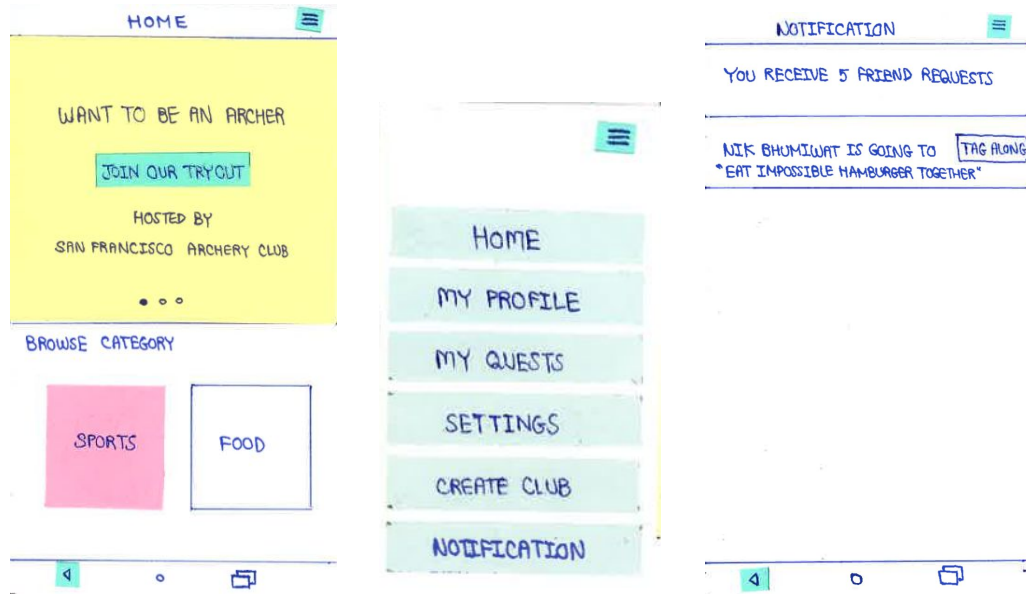 HOME
WANT TO BE AN ARCHER
JOIN OUR TRYOUT
HOSTED BY
SAN FRANCISCO ARCHERY CLUB
BROWSE CATEGORY
SPORTS
FOOD
HOME
MY PROFILE
MY QUESTS
SETTINGS
CREATE CLUB
NOTIFICATION
NOTIFICATION
YOU RECEIVE 5 FRIEND REQUESTS
NIK BHUMIWAT IS GOING TO
"EAT IMPOSSIBLE HAMBURGER TOGETHER"
TAG ALONG